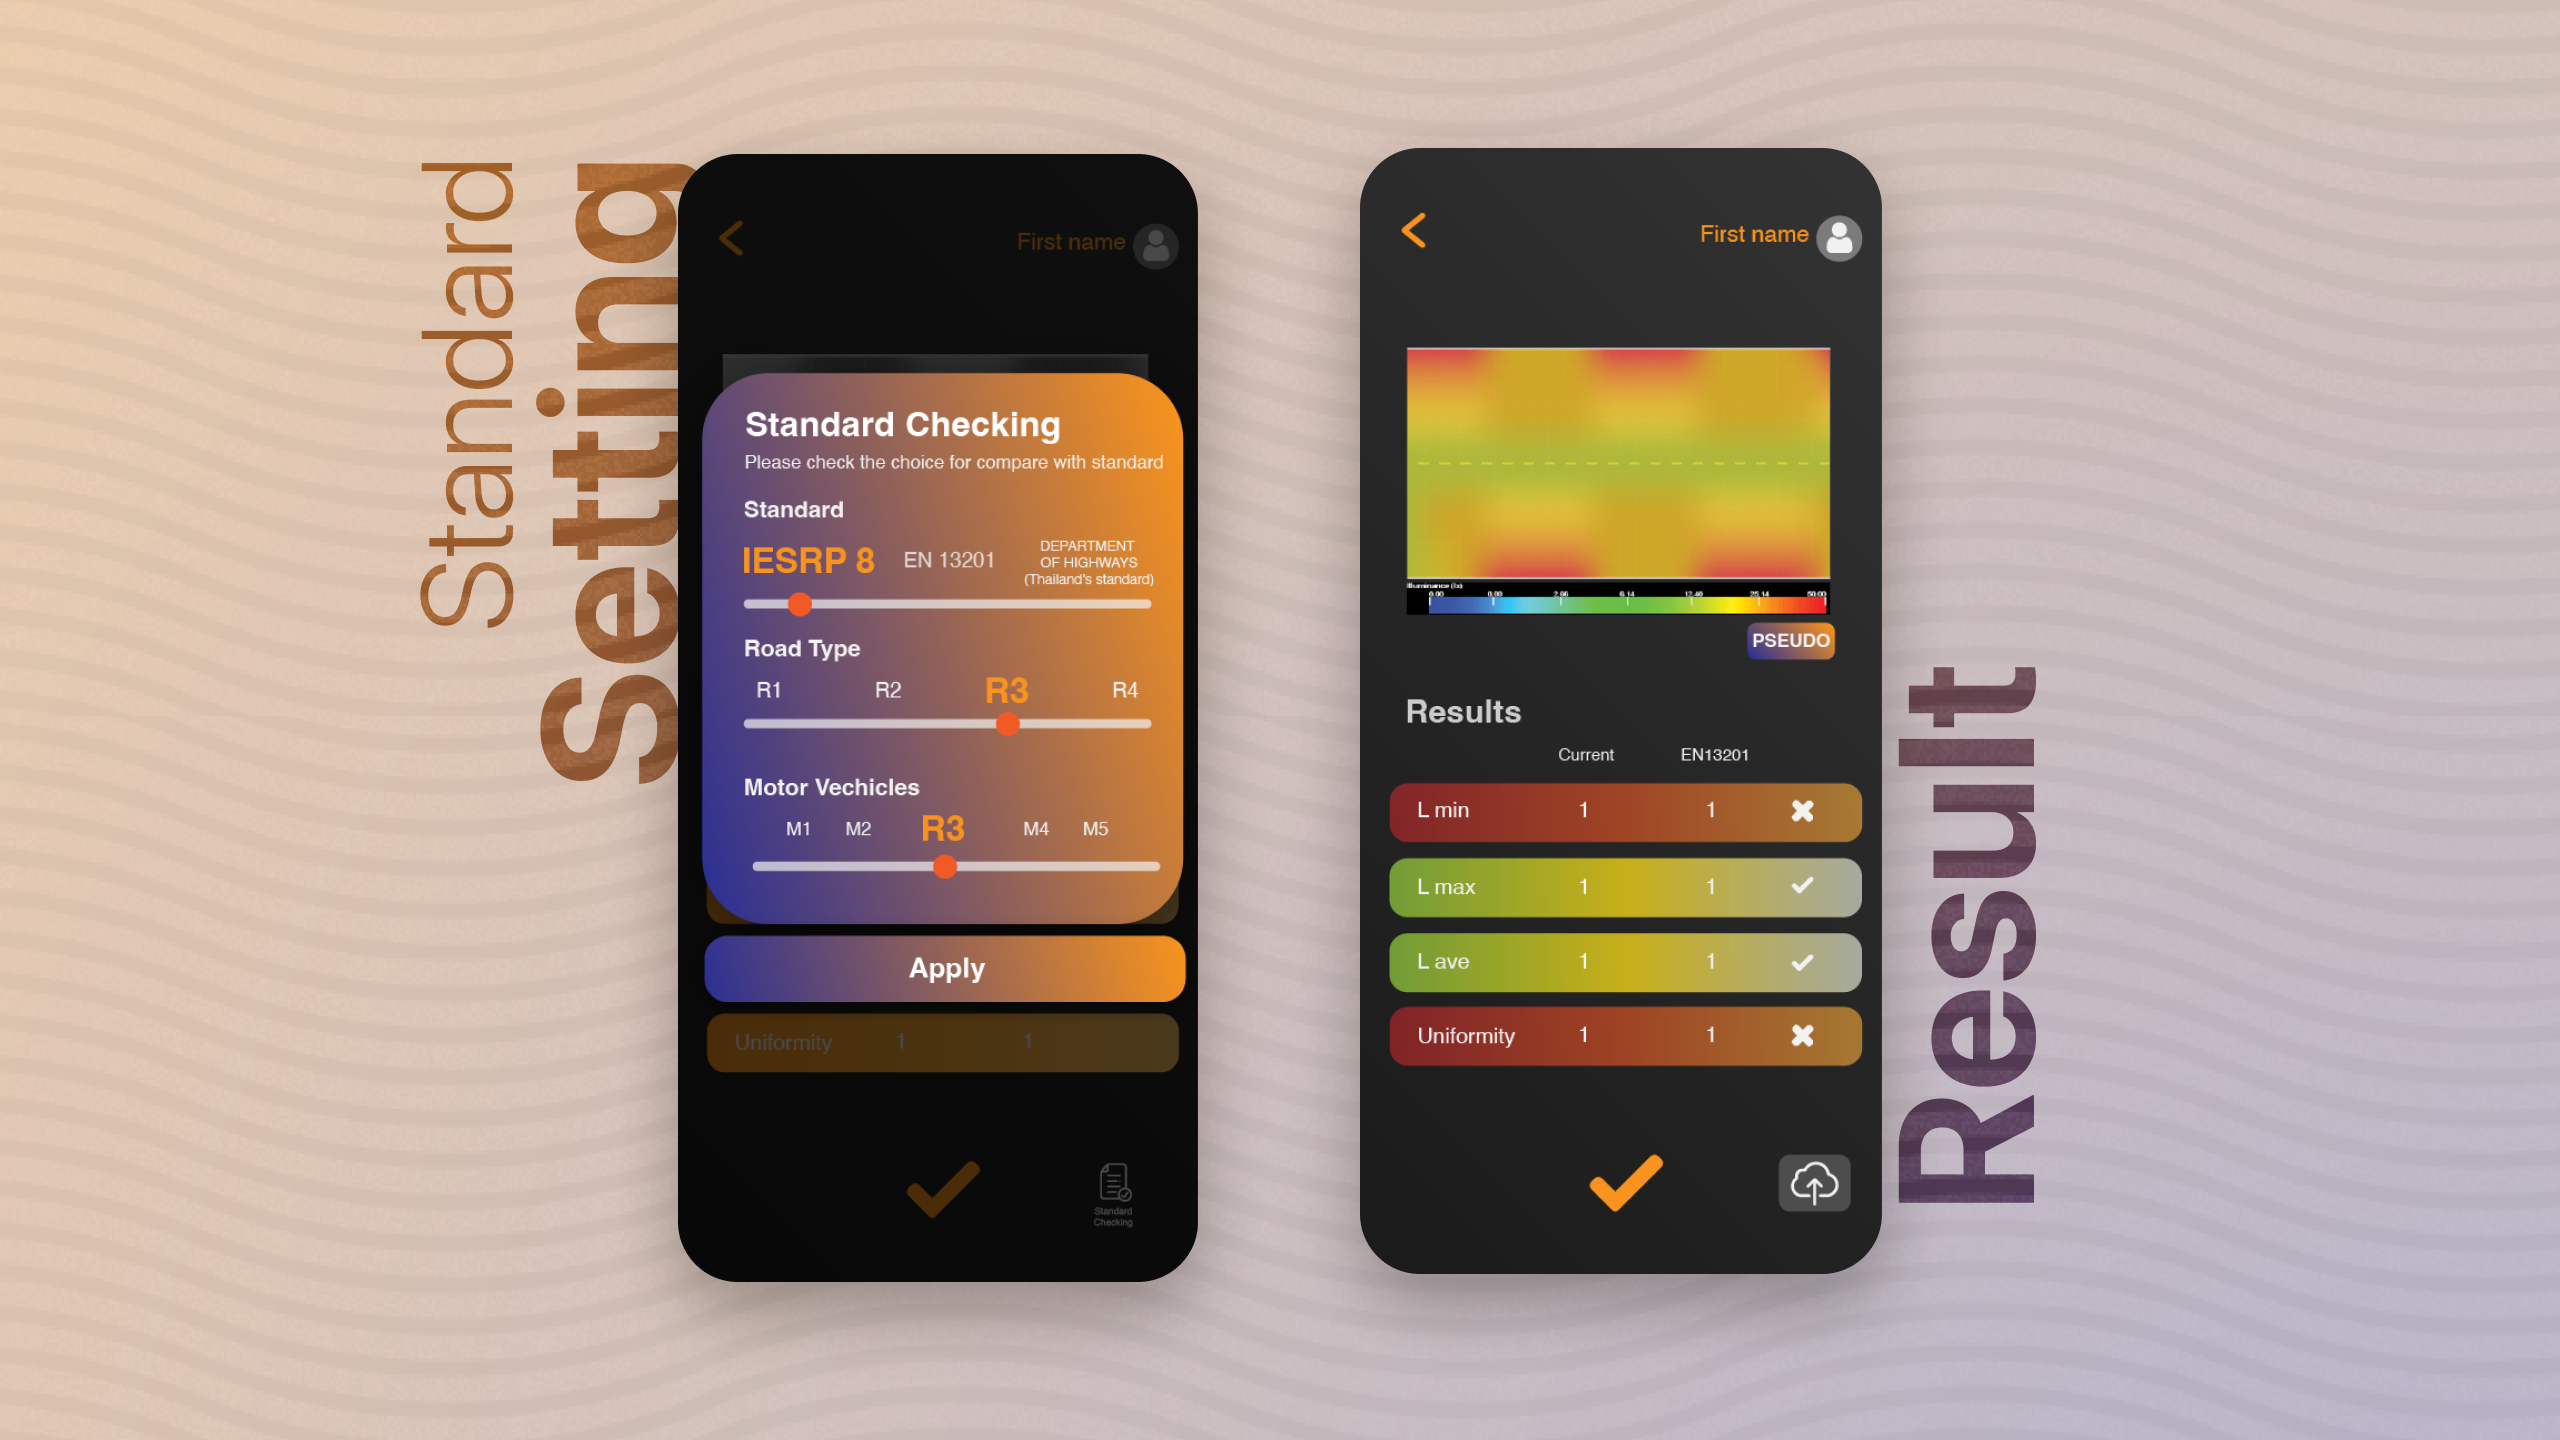 Standard
Setting
First name
Standard Checking
Please check the choice for compare with standard
Standard
IESRP 8
EN 13201
DEPARTMENT
OF HIGHWAYS
(Thailand's standard)
Road Type
R1 R2 R3 R4
Motor Vechicles
M1 M2 R3 M4 M5
Apply
Uniformity 1 1
Standard
Checking
First name
Illuminance (lx)
0.00 0.88 2.66 6.14 12.40 25.14 50.00
PSEUDO
Results
Current EN13201
L min 1 1
L max 1 1
L ave 1 1
Uniformity 1 1
Result